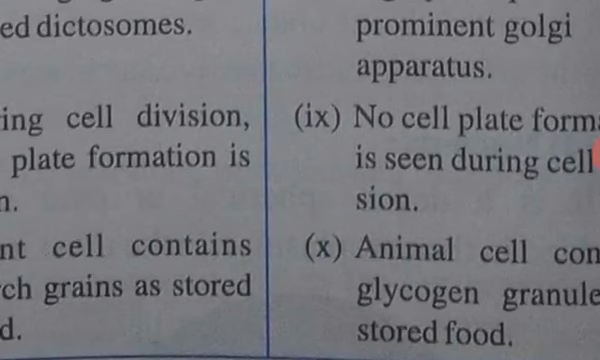 ed dictosomes.
ing cell division,
plate formation is
n.
nt cell contains
ch grains as stored
d.
prominent golgi
apparatus.
(ix) No cell plate form
is seen during cell
sion.
(x) Animal cell con
glycogen granule
stored food.